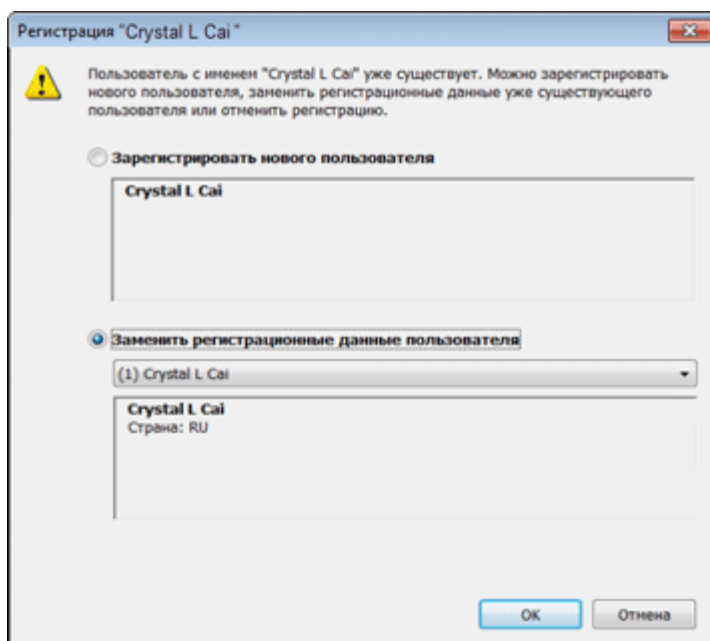 Регистрация "Crystal L Cai "
Пользователь с именем "Crystal L Cai" уже существует. Можно зарегистрировать
нового пользователя, заменить регистрационные данные уже существующего
пользователя или отменить регистрацию.
Зарегистрировать нового пользователя
Crystal L Cai
Заменить регистрационные данные пользователя
(1) Crystal L Cai
Crystal L Cai
Страна: RU
OK
Отмена